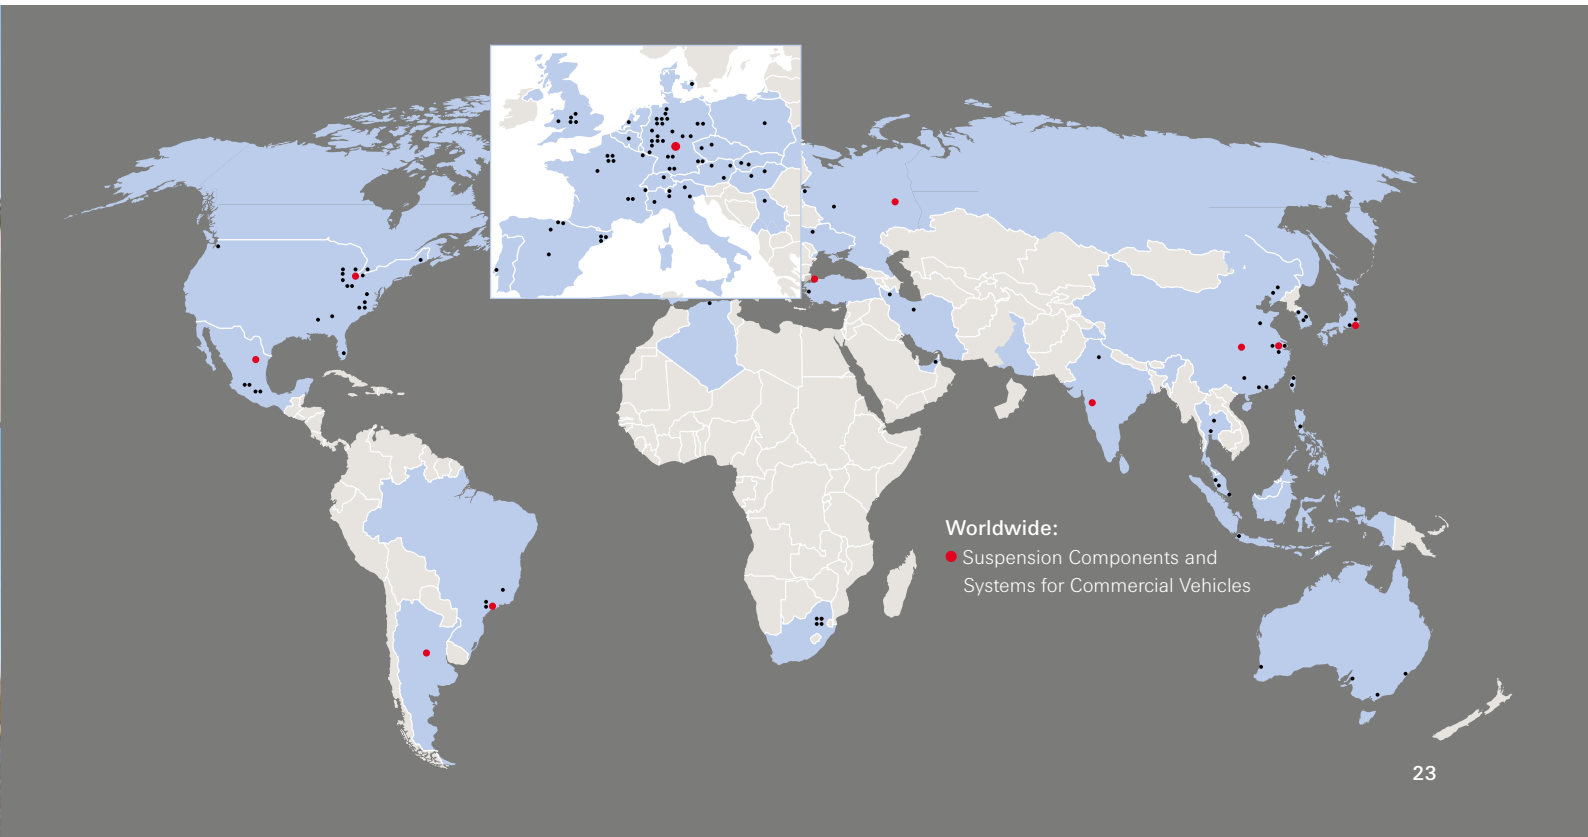 Worldwide:
Suspension Components and
Systems for Commercial Vehicles
23